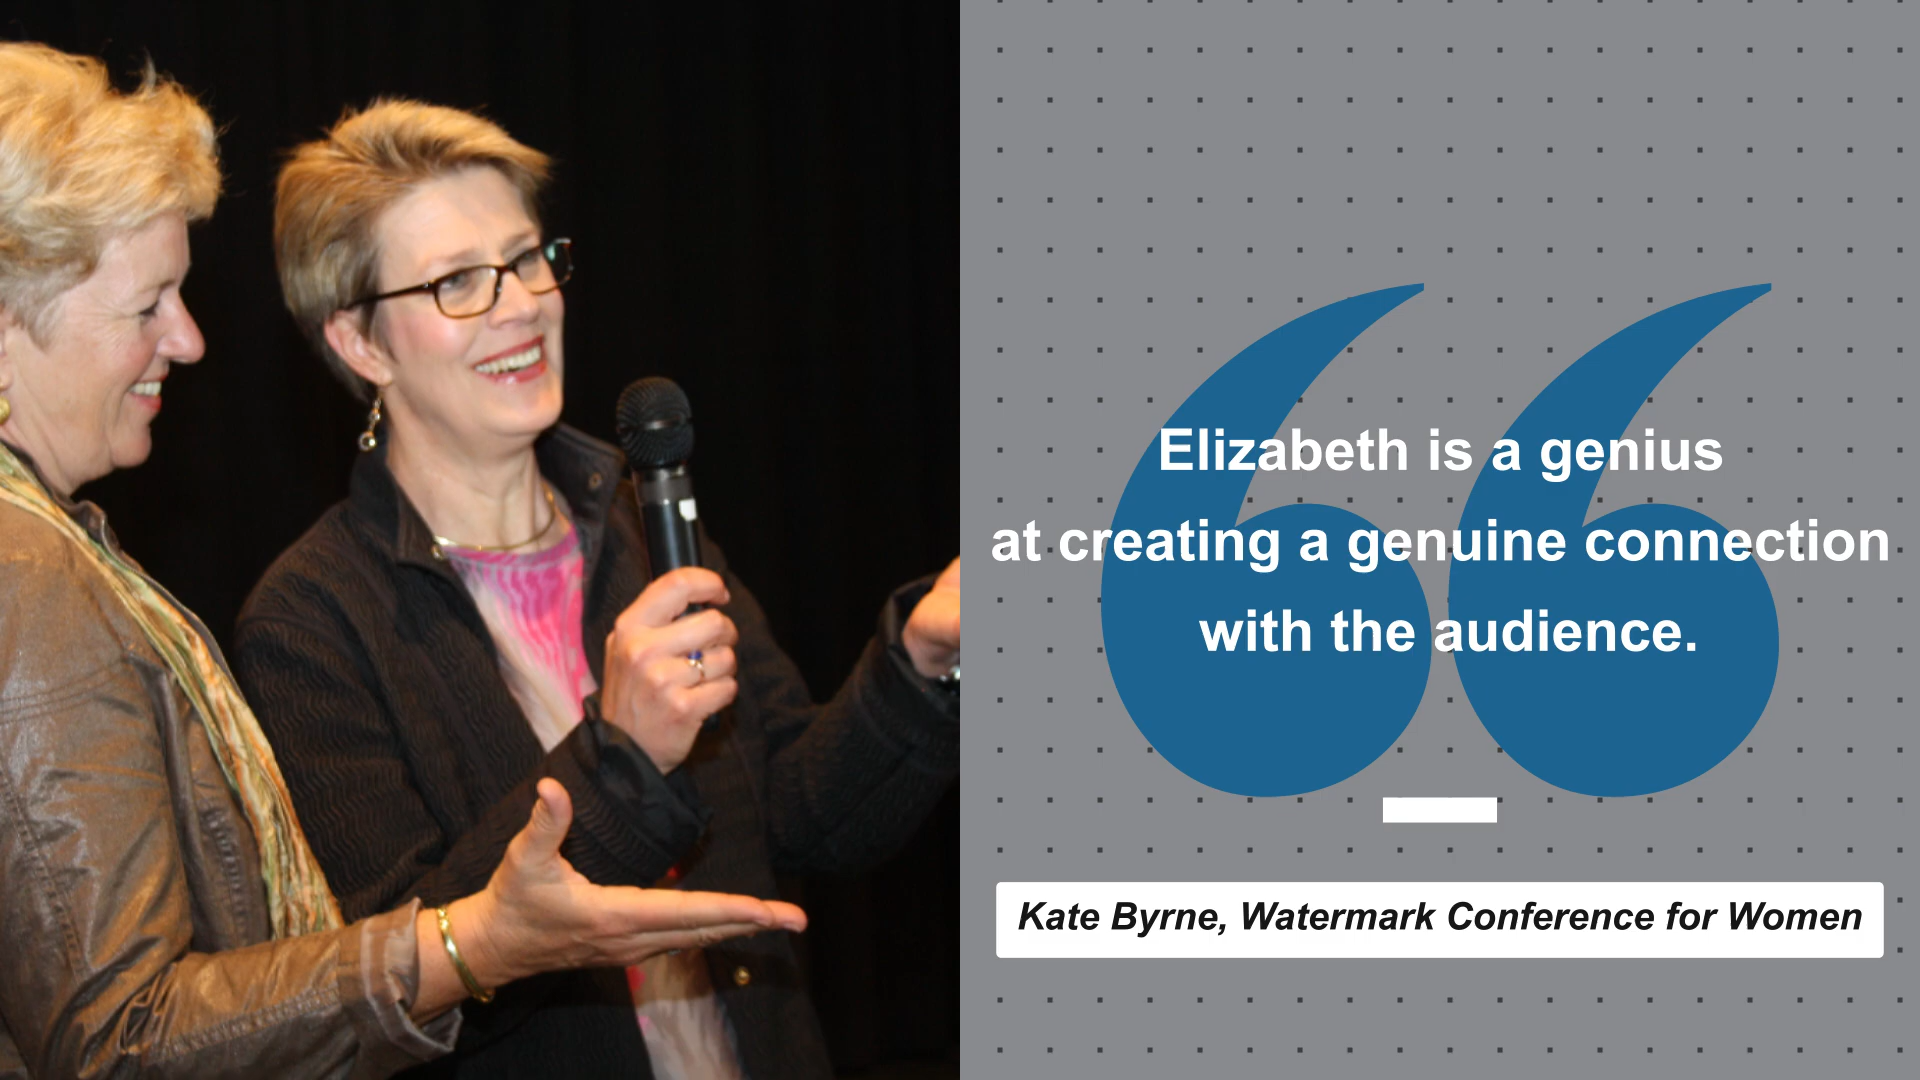 Elizabeth is a genius
at creating a genuine connection
with the audience.
Kate Byrne, Watermark Conference for Women